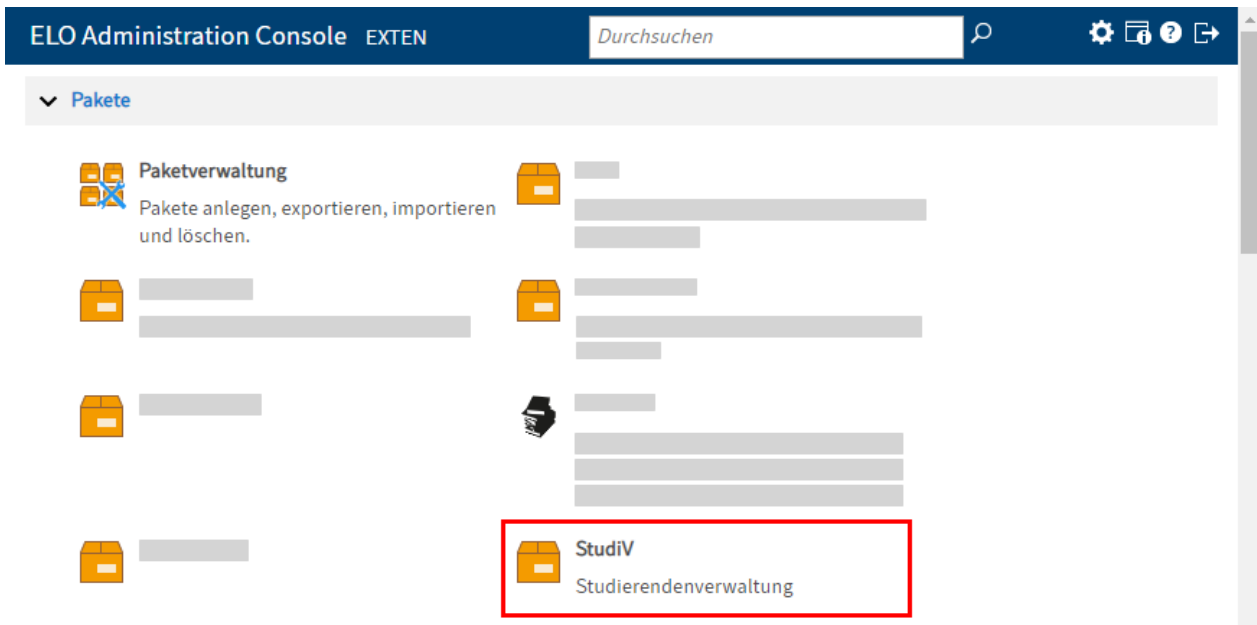 ELO Administration Console EXTEN
Durchsuchen
Pakete
Paketverwaltung
Pakete anlegen, exportieren, importieren
und löschen.
StudiV
Studierendenverwaltung